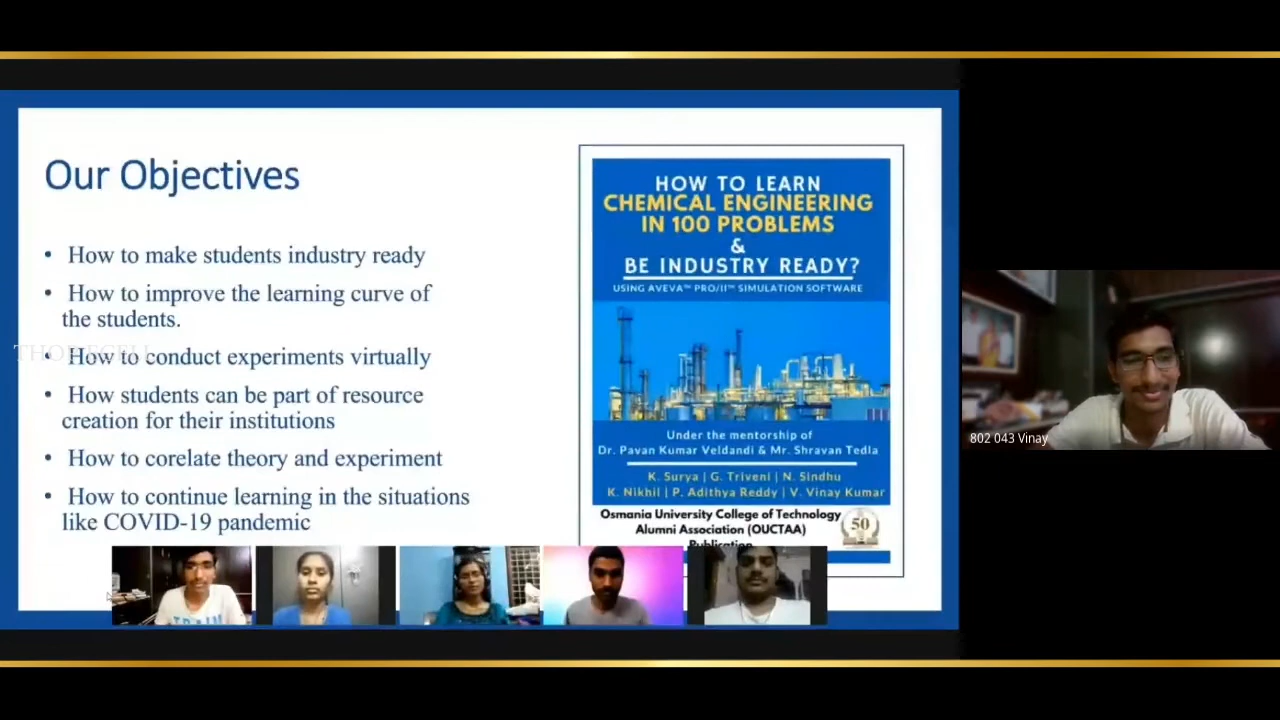 Our Objectives
• How to make students industry ready
• How to improve the learning curve of
the students.
• How to conduct experiments virtually
• How students can be part of resource
creation for their institutions
• How to corelate theory and experiment
• How to continue learning in the situations
like COVID-19 pandemic
HOW TO LEARN
CHEMICAL ENGINEERING
IN 100 PROBLEMS
&
BE INDUSTRY READY?
USING AVEVA™ PRO/II™ SIMULATION SOFTWARE
Under the mentorship of
Dr. Pavan Kumar Veldandi & Mr. Shravan Tedla
K. Surya | G. Triveni | N. Sindhu
K. Nikhil | P. Adithya Reddy | V. Vinay Kumar
Osmania University College of Technology
Alumni Association (OUCTAA)
Publication
50
802 043 Vinay